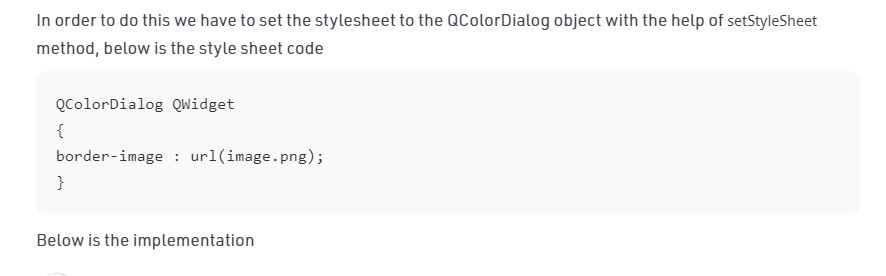 In order to do this we have to set the stylesheet to the QColorDialog object with the help of setStyleSheet
method, below is the style sheet code
QColorDialog QWidget
{
border-image : url(image.png);
}
Below is the implementation